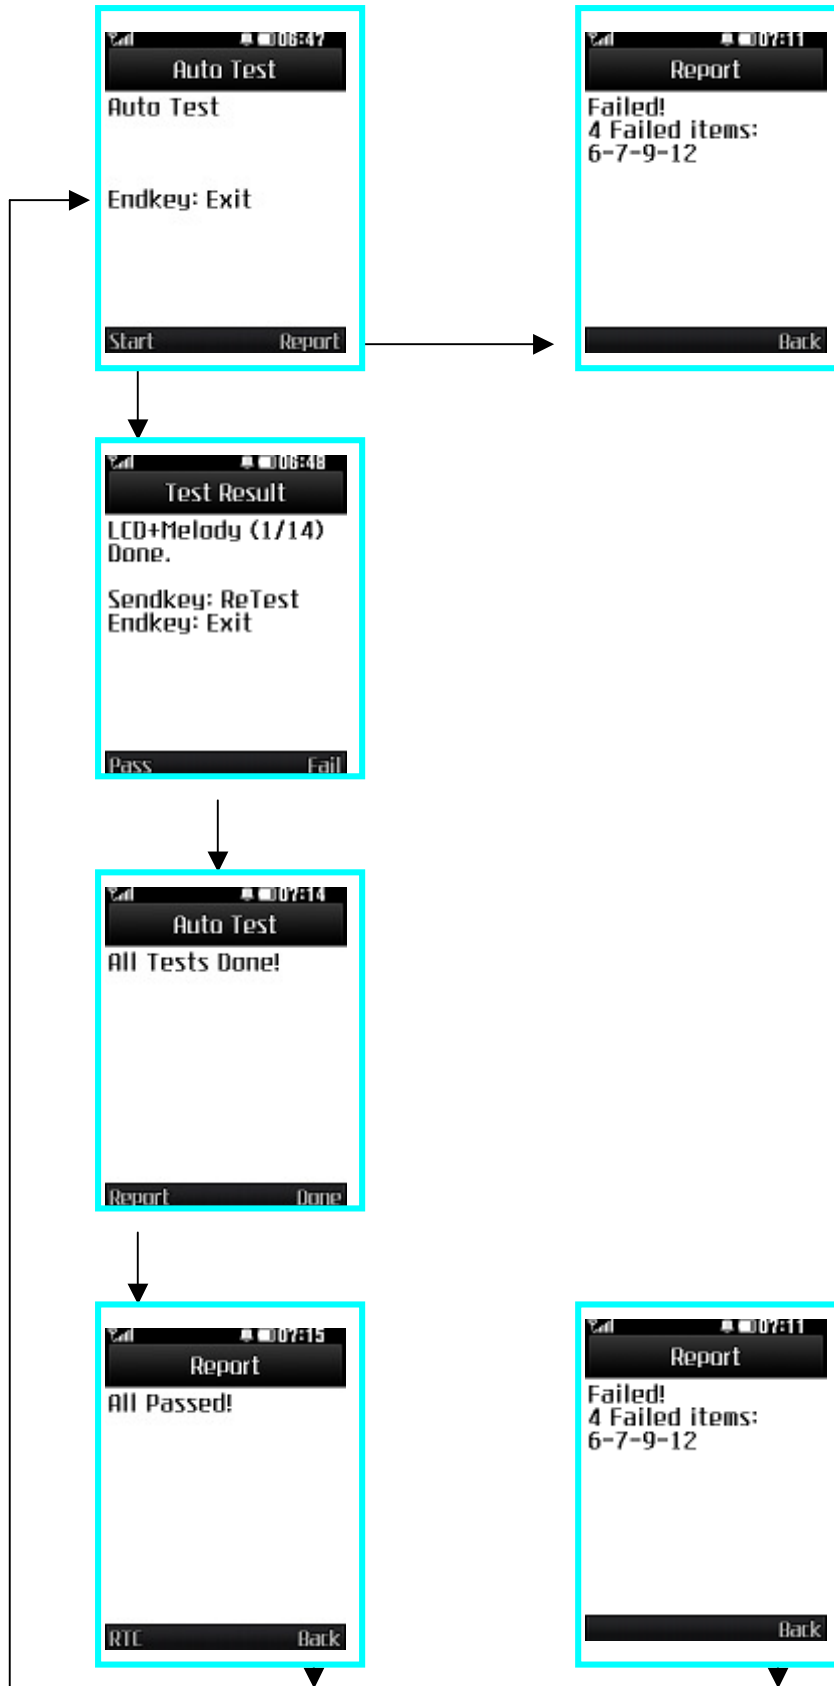 06:47
Auto Test
Auto Test
Endkey: Exit
Start Report
07:11
Report
Failed!
4 Failed items:
6-7-9-12
Back
06:48
Test Result
LCD+Melody (1/14)
Done.
Sendkey: ReTest
Endkey: Exit
Pass Fail
07:14
Auto Test
All Tests Done!
Report Done
07:15
Report
All Passed!
RTC Back
07:11
Report
Failed!
4 Failed items:
6-7-9-12
Back